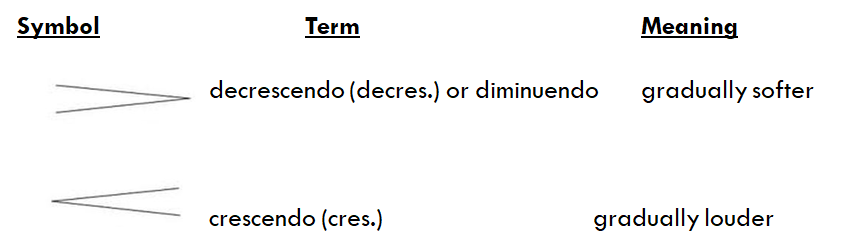 Symbol Term Meaning
decrescendo (decres.) or diminuendo gradually softer
crescendo (cres.) gradually louder